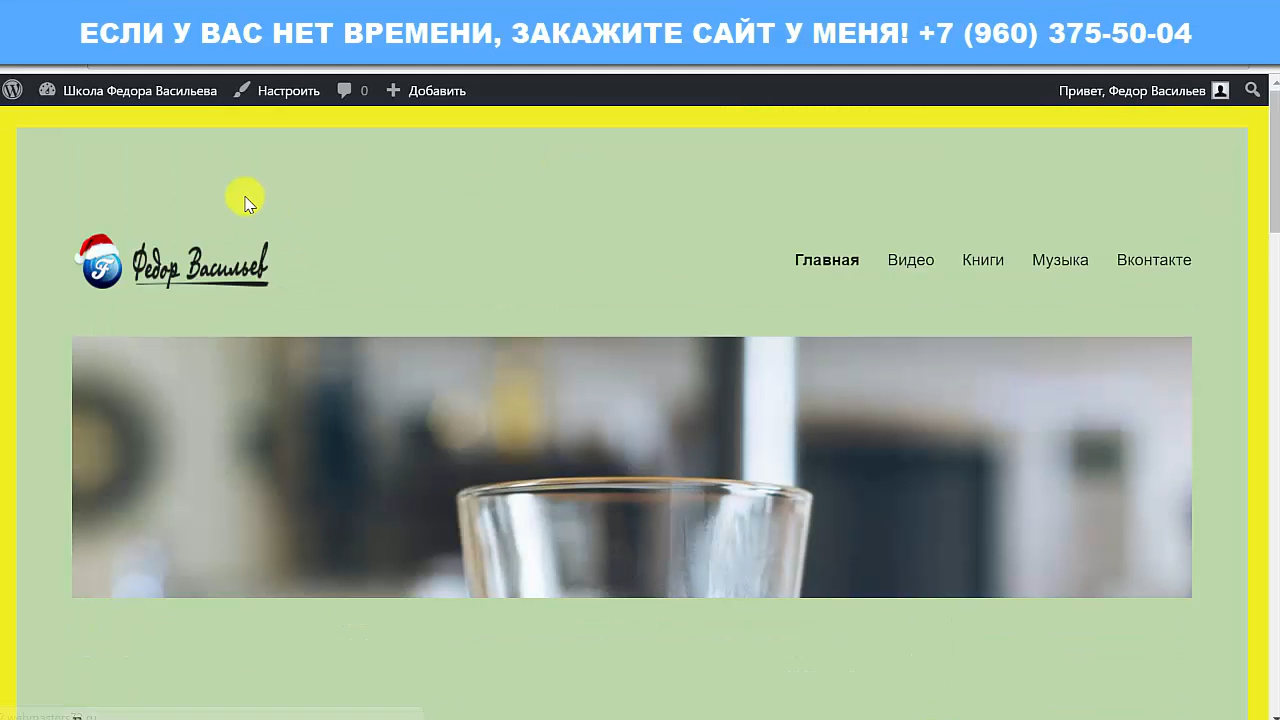 ЕСЛИ У ВАС НЕТ ВРЕМЕНИ, ЗАКАЖИТЕ САЙТ У МЕНЯ! +7 (960) 375-50-04
Школа Федора Васильева Настроить 0 Добавить Привет, Федор Васильев
Федор Васильев
Главная Видео Книги Музыка Вконтакте